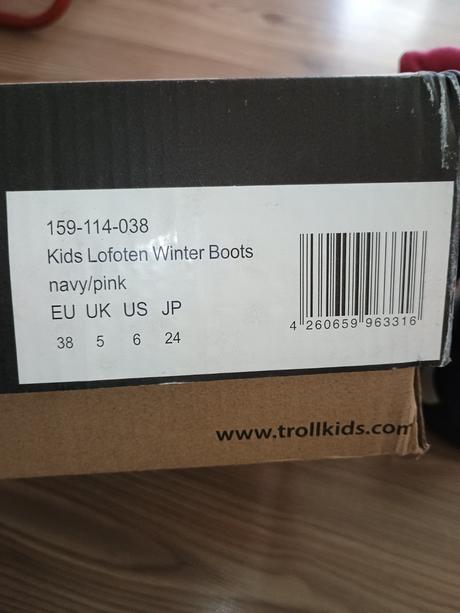 159-114-038
Kids Lofoten Winter Boots
navy/pink
EU UK US JP
38 5 6 24
4 260659 963316
www.trollkids.com